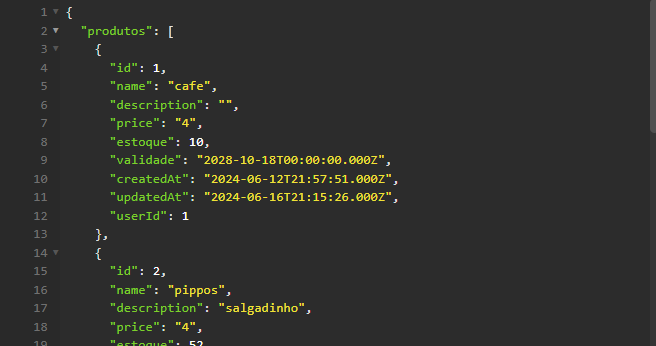 1 {
2 "produtos": [
3 {
4 "id": 1,
5 "name": "cafe",
6 "description": "",
7 "price": "4",
8 "estoque": 10,
9 "validade": "2028-10-18T00:00:00.000Z",
10 "createdAt": "2024-06-12T21:57:51.000Z",
11 "updatedAt": "2024-06-16T21:15:26.000Z",
12 "userId": 1
13 },
14 {
15 "id": 2,
16 "name": "pippos",
17 "description": "salgadinho",
18 "price": "4",
19 "estoque": 52,